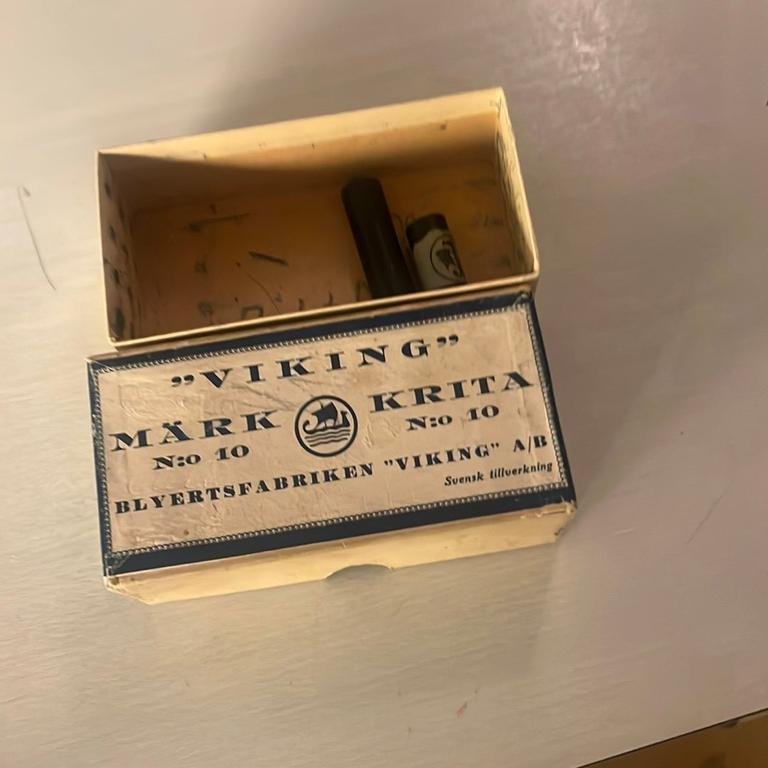 ”VIKING”
MÄRK KRITA
N:o 10 N:o 10
BLYERTSFABRIKEN ”VIKING” A/B
Svensk tillverkning